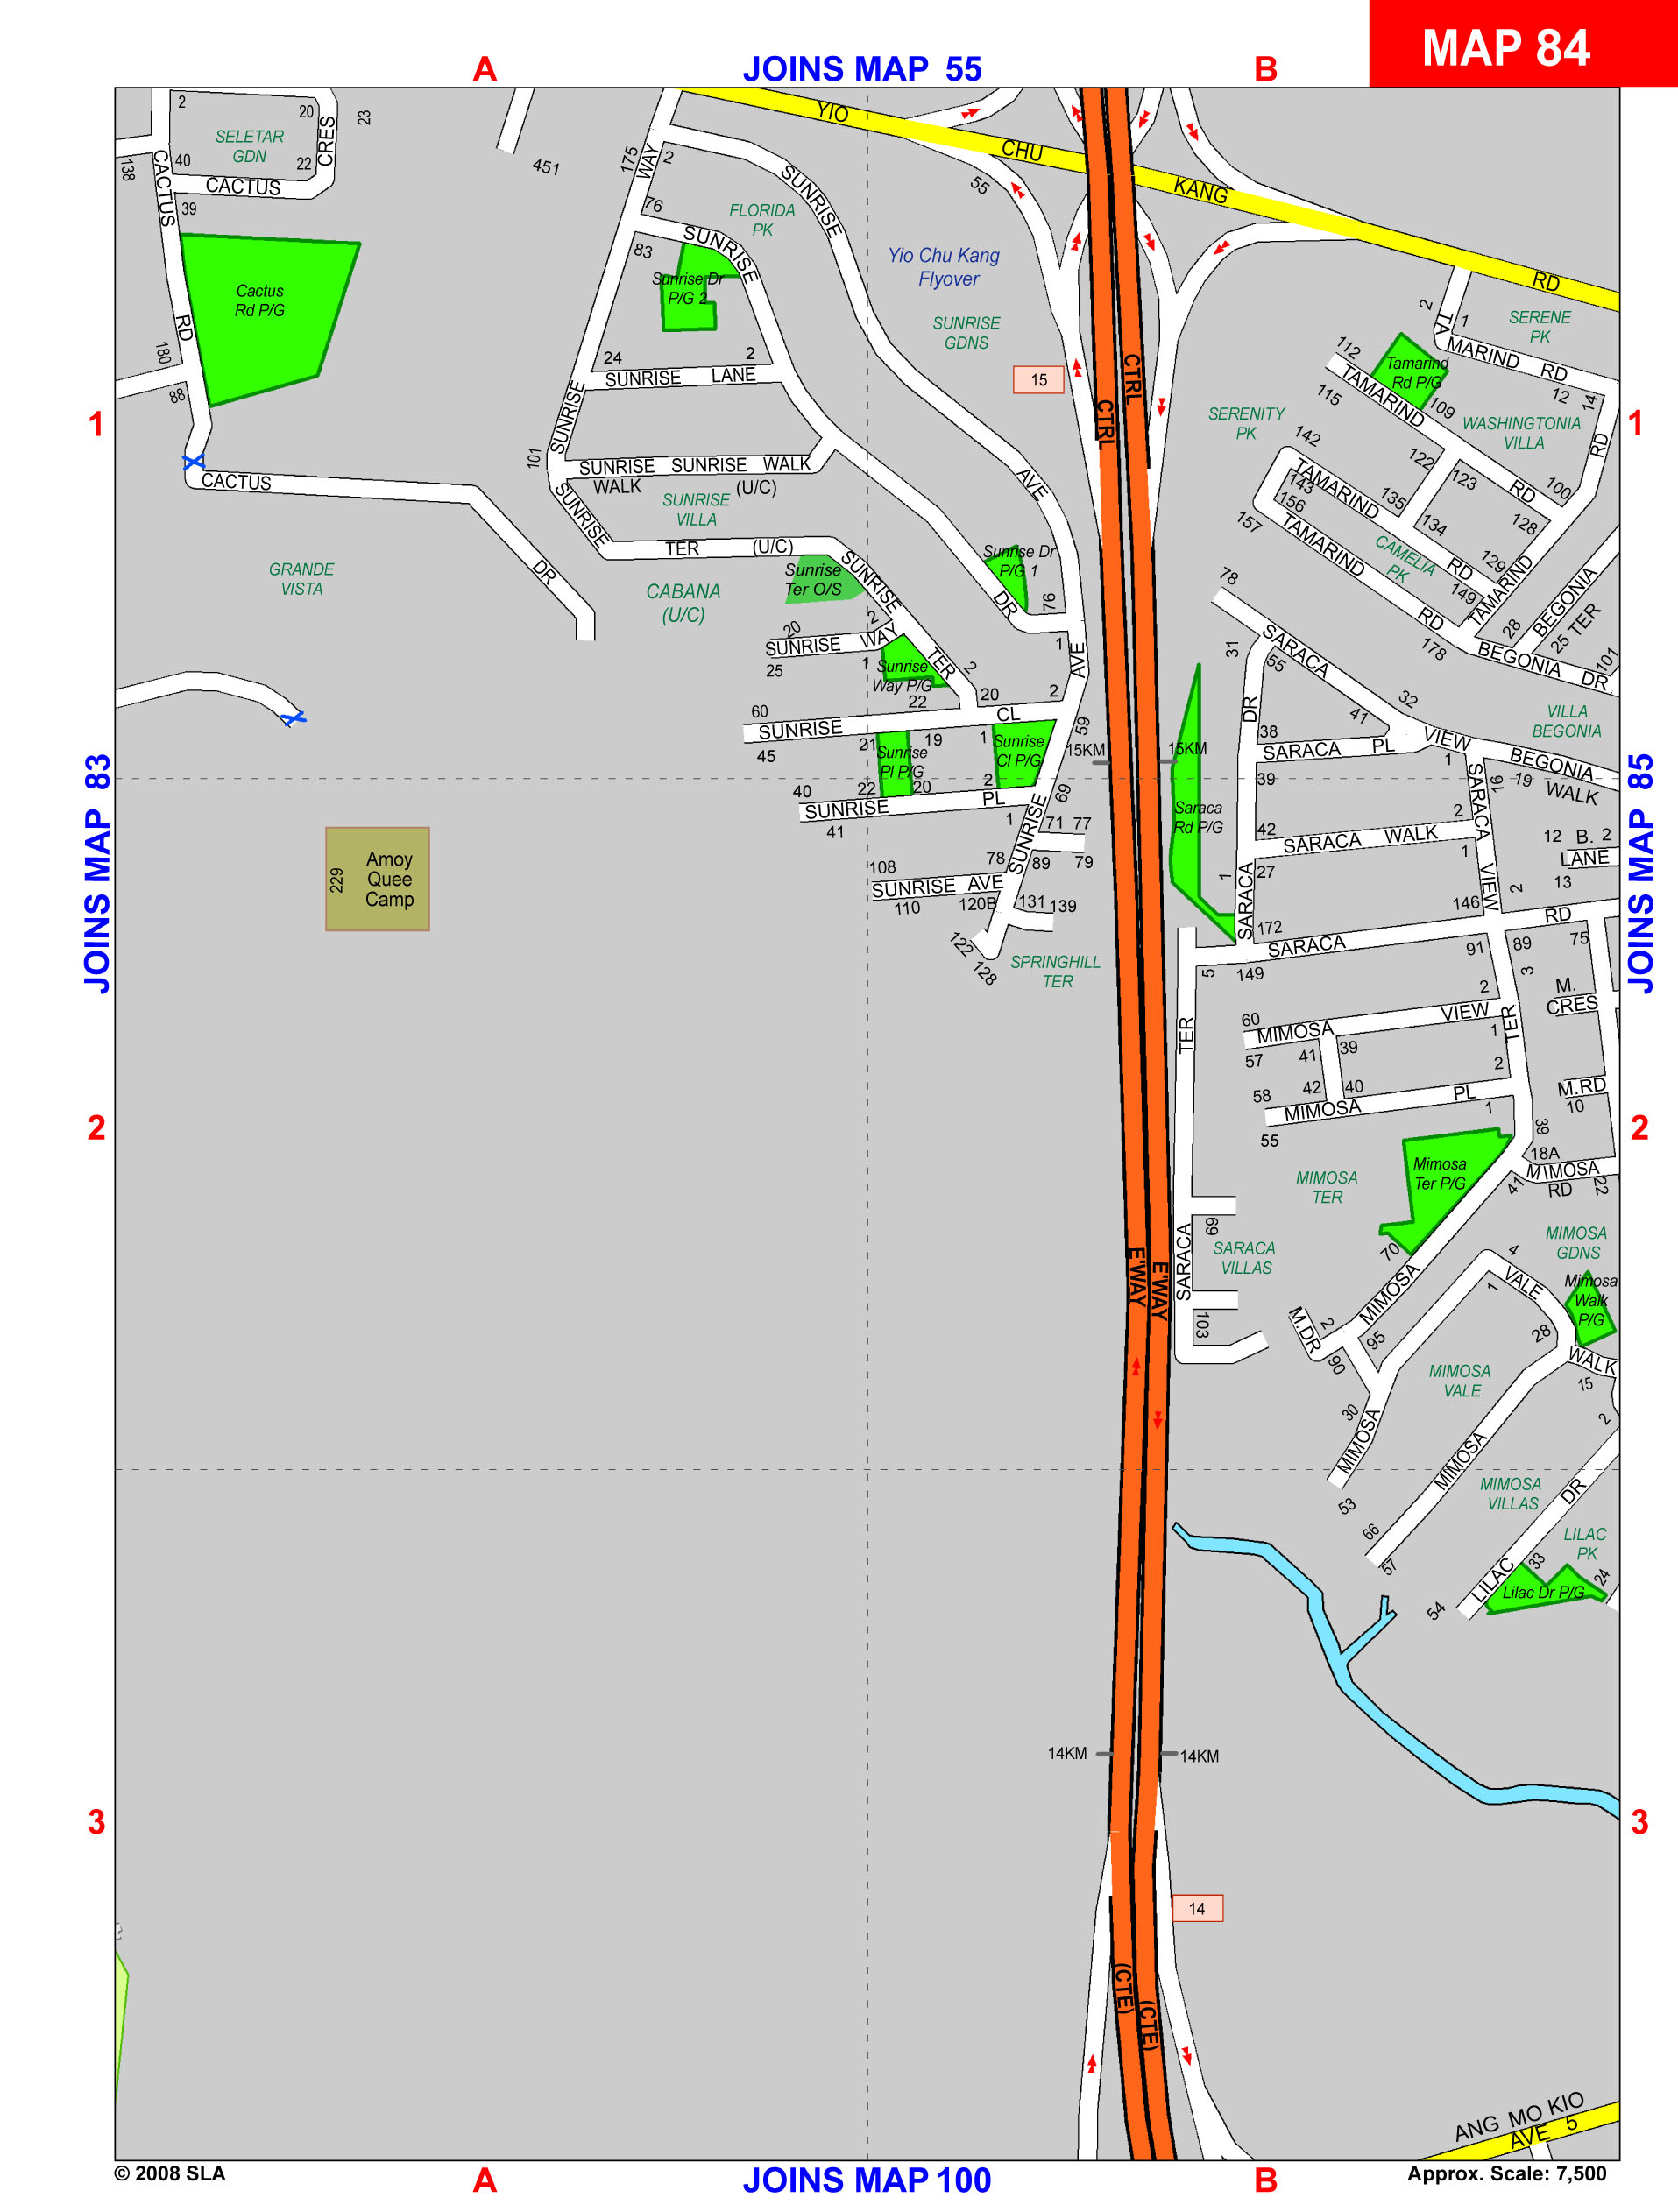 MAP 84
A
JOINS MAP 55
B
2
20
CRES
23
SELETAR
GDN
138
CACTUS
40
22
CACTUS
39
Cactus
Rd P/G
RD
180
88
CACTUS
DR
451
175
WAY
2
76
83
SUNRISE
SUNRISE
FLORIDA
PK
Sunrise Dr
P/G 2
YIO
CHU
KANG
RD
55
Yio Chu Kang
Flyover
SUNRISE
GDNS
15
CTRL
CTRL
24
2
SUNRISE LANE
SUNRISE
101
SUNRISE SUNRISE WALK
WALK
(U/C)
SUNRISE
VILLA
SUNRISE
TER
(U/C)
AVE
GRANDE
VISTA
CABANA
(U/C)
Sunrise
Ter O/S
SUNRISE
TER
Sunrise Dr
P/G 1
DR
76
1
AVE
20
2
SUNRISE WAY
25
1
Sunrise
Way P/G
2
22
20
2
60
SUNRISE
CL
45
21
19
1
59
Sunrise
Pl P/G
Sunrise
Cl P/G
15KM
15KM
40
22
20
2
69
SUNRISE
PL
41
1
SUNRISE
71
77
79
89
78
108
SUNRISE AVE
110
120B
131
139
122
128
SPRINGHILL
TER
229
Amoy
Quee
Camp
1
1
2
TA
MARIND
RD
1
SERENE
PK
112
115
TAMARIND
Tamarind
Rd P/G
109
12
14
WASHINGTONIA
VILLA
RD
SERENITY
PK
142
143
TAMARIND
122
123
RD
100
135
134
128
156
157
TAMARIND
CAMELIA
PK
RD
129
149
TAMARIND
RD
178
78
28
BEGONIA
25 TER
BEGONIA DR
101
31
55
SARACA
32
41
VILLA
BEGONIA
DR
38
SARACA
PL
VIEW
1
BEGONIA
39
16
19
WALK
Saraca
Rd P/G
SARACA
42
SARACA WALK
2
1
12 B. 2
LANE
13
27
1
VIEW
2
146
SARACA
172
SARACA
RD
5
149
91
89
75
3
M.
CRES
60
MIMOSA
VIEW
2
TER
57
41
39
1
2
TER
58
42
40
MIMOSA
PL
55
1
M.RD
10
39
18A
MIMOSA
RD
22
41
MIMOSA
TER
Mimosa
Ter P/G
SARACA
69
SARACA
VILLAS
103
70
MIMOSA
MIMOSA
GDNS
4
VALE
1
Mimosa
Walk
P/G
28
WALK
15
2
M.DR
2
90
95
MIMOSA
VALE
30
MIMOSA
53
MIMOSA
66
57
MIMOSA
VILLAS
DR
LILAC
PK
LILAC
33
24
54
Lilac Dr P/G
E'WAY
E'WAY
JOINS MAP 83
JOINS MAP 85
2
2
14KM
14KM
3
3
14
(CTE)
(CTE)
ANG MO KIO
AVE 5
© 2008 SLA
A
JOINS MAP 100
B
Approx. Scale: 7,500